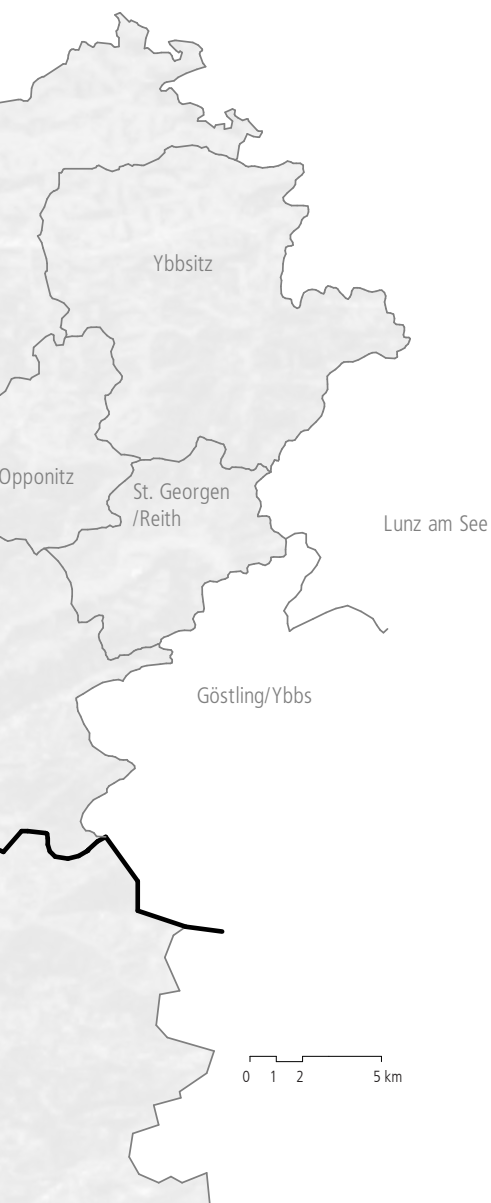 Ybbsitz
Opponitz
St. Georgen
/Reith
Lunz am See
Göstling/Ybbs
0 1 2 5 km